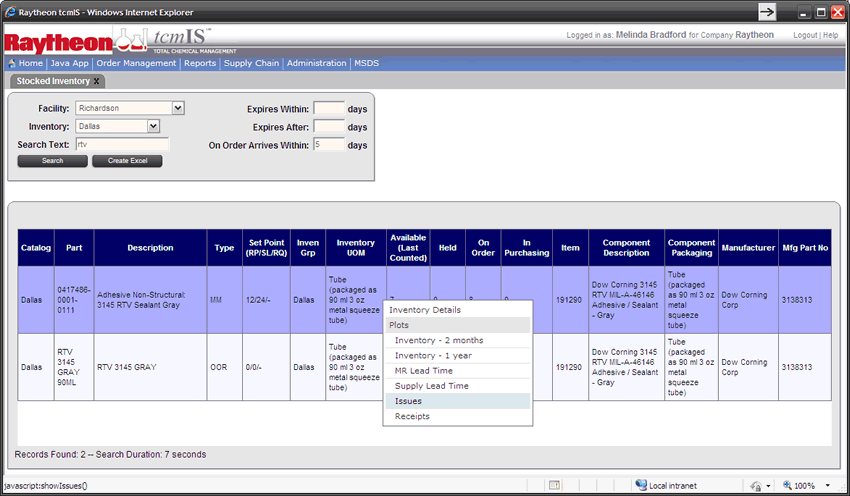 Raytheon tcmIS - Windows Internet Explorer
Raytheon tcmIS™
TOTAL CHEMICAL MANAGEMENT
Logged in as: Melinda Bradford for Company Raytheon Logout | Help
Home Java App Order Management Reports Supply Chain Administration MSDS
Stocked Inventory X
Facility: Richardson Expires Within: days
Inventory: Dallas Expires After: days
Search Text: rtv On Order Arrives Within: 5 days
Search Create Excel
Catalog Part Description Type Set Point (RP/SL/RQ) Inven Grp Inventory UOM Available (Last Counted) Held On Order In Purchasing Item Component Description Component Packaging Manufacturer Mfg Part No
Dallas 0417486-0001-0111 Adhesive Non-Structural: 3145 RTV Sealant Gray MM 12/24/- Dallas Tube (packaged as 90 ml 3 oz metal squeeze tube) 191290 Dow Corning 3145 RTV MIL-A-46146 Adhesive / Sealant - Gray Tube (packaged as 90 ml 3 oz metal squeeze tube) Dow Corning Corp 3138313
Dallas RTV 3145 GRAY 90ML RTV 3145 GRAY OOR 0/0/- Dallas Tube (packaged as 90 ml 3 oz metal squeeze tube) 191290 Dow Corning 3145 RTV MIL-A-46146 Adhesive / Sealant - Gray Tube (packaged as 90 ml 3 oz metal squeeze tube) Dow Corning Corp 3138313
Inventory Details
Plots
Inventory - 2 months
Inventory - 1 year
MR Lead Time
Supply Lead Time
Issues
Receipts
Records Found: 2 -- Search Duration: 7 seconds
javascript:showIssues() Local intranet 100%